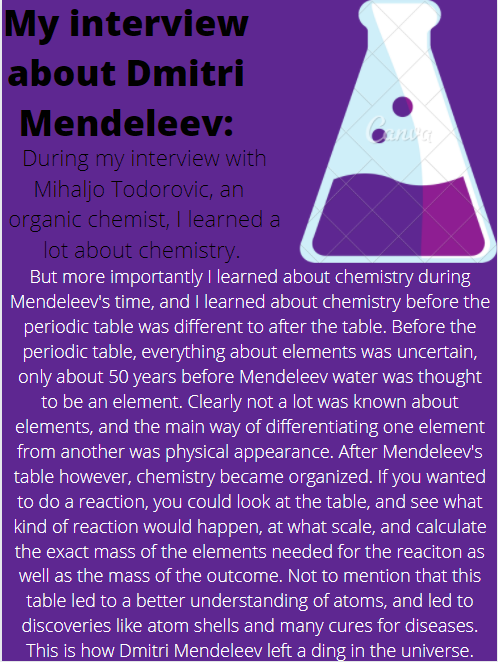 My interview
about Dmitri
Mendeleev:
During my interview with
Mihaljo Todorovic, an
organic chemist, I learned a
lot about chemistry.
Canva
But more importantly I learned about chemistry during
Mendeleev's time, and I learned about chemistry before the
periodic table was different to after the table. Before the
periodic table, everything about elements was uncertain,
only about 50 years before Mendeleev water was thought
to be an element. Clearly not a lot was known about
elements, and the main way of differentiating one element
from another was physical appearance. After Mendeleev's
table however, chemistry became organized. If you wanted
to do a reaction, you could look at the table, and see what
kind of reaction would happen, at what scale, and calculate
the exact mass of the elements needed for the reaciton as
well as the mass of the outcome. Not to mention that this
table led to a better understanding of atoms, and led to
discoveries like atom shells and many cures for diseases.
This is how Dmitri Mendeleev left a ding in the universe.